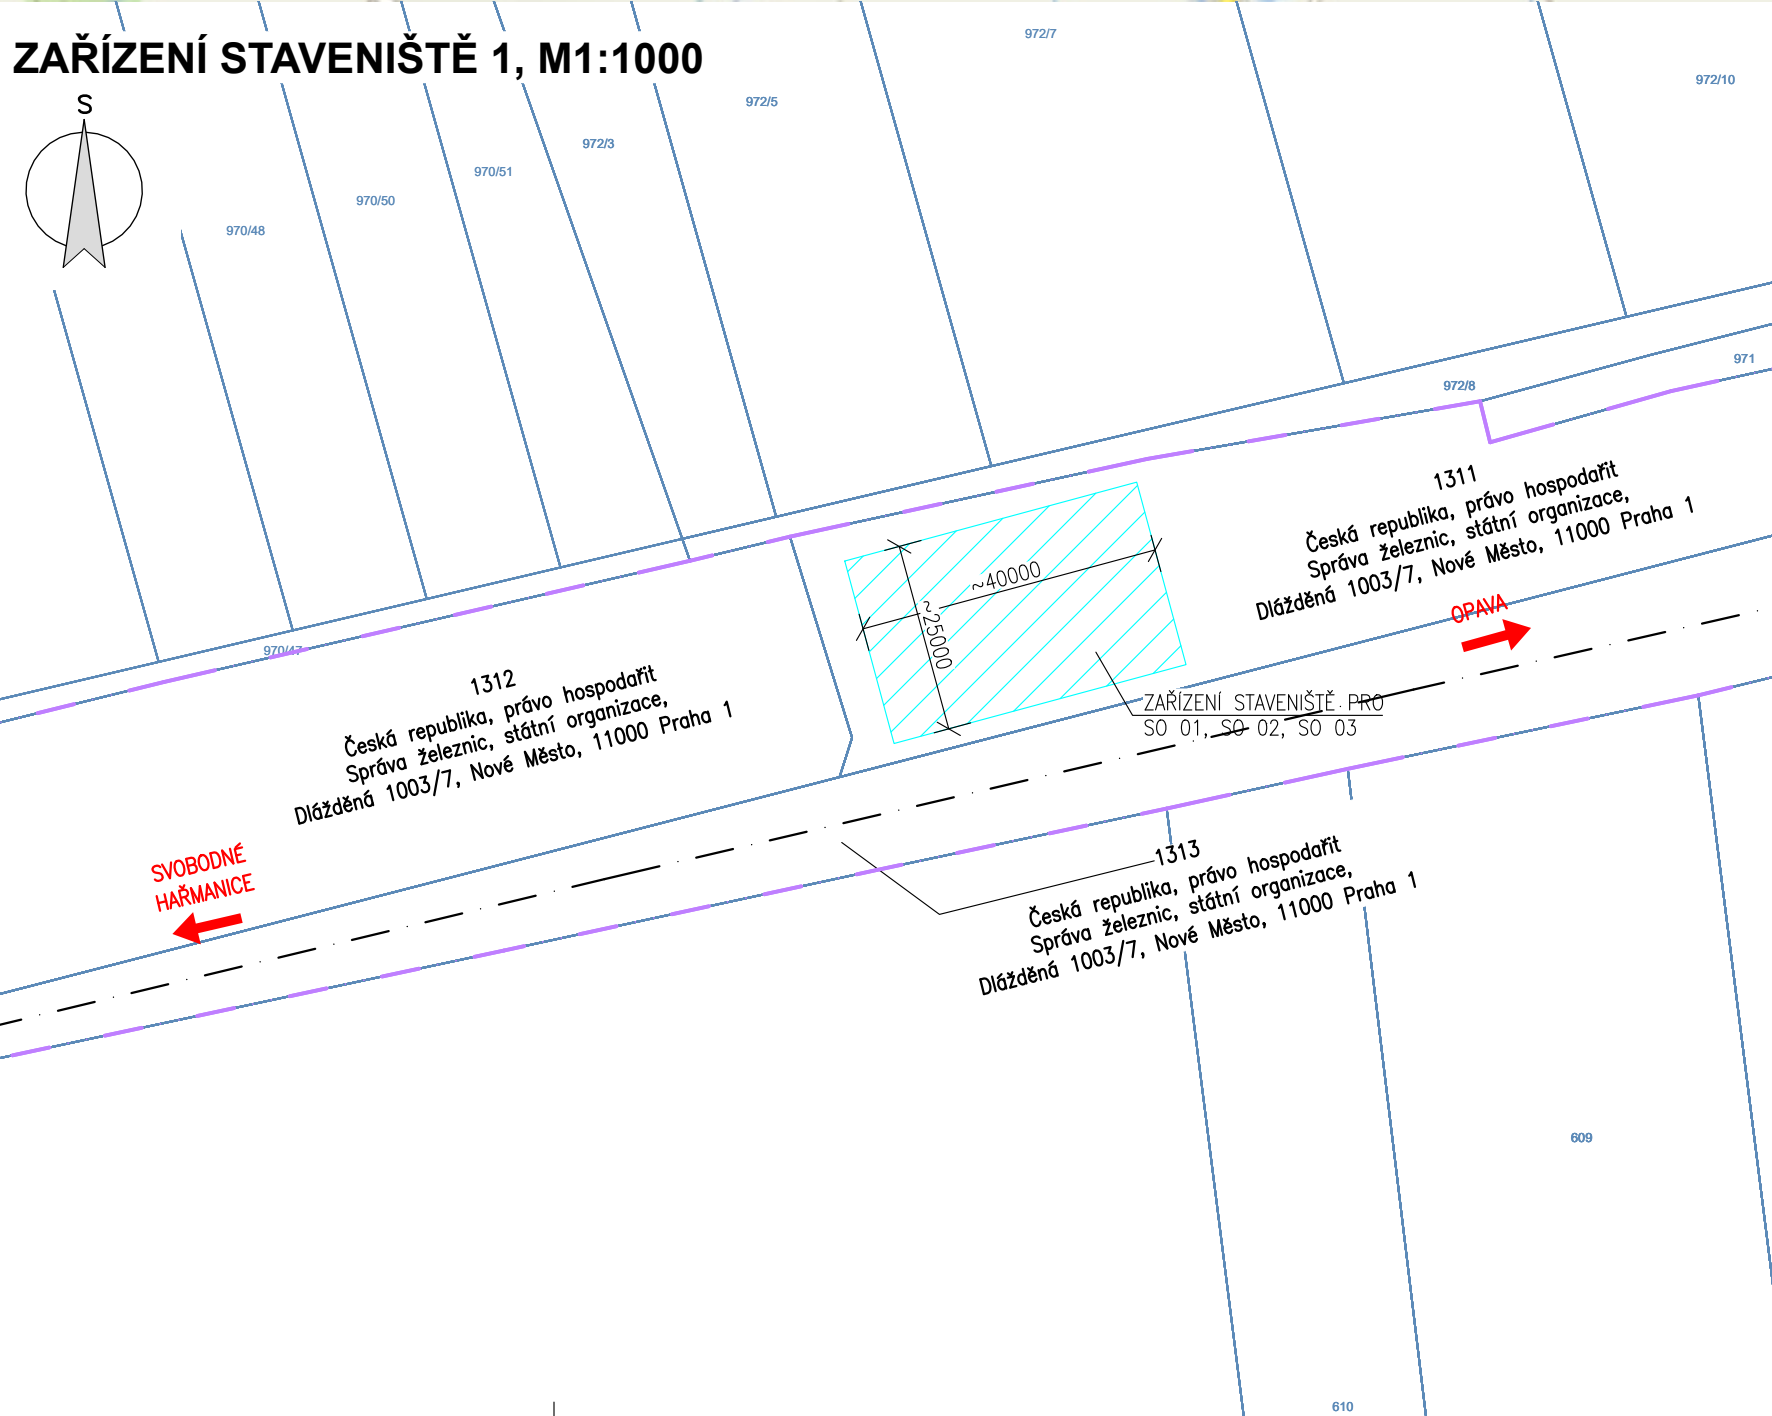 ZAŘÍZENÍ STAVENIŠTĚ 1, M1:1000
S
972/7
972/10
972/5
972/3
970/51
970/50
970/48
971
972/8
1311
Česká republika, právo hospodařit
Správa železnic, státní organizace,
Dlážděná 1003/7, Nové Město, 11000 Praha 1
OPAVA
~40000
~25000
970/47
1312
Česká republika, právo hospodařit
Správa železnic, státní organizace,
Dlážděná 1003/7, Nové Město, 11000 Praha 1
ZAŘÍZENÍ STAVENIŠTĚ PRO
SO 01, SO 02, SO 03
SVOBODNÉ
HAŘMANICE
1313
Česká republika, právo hospodařit
Správa železnic, státní organizace,
Dlážděná 1003/7, Nové Město, 11000 Praha 1
609
610